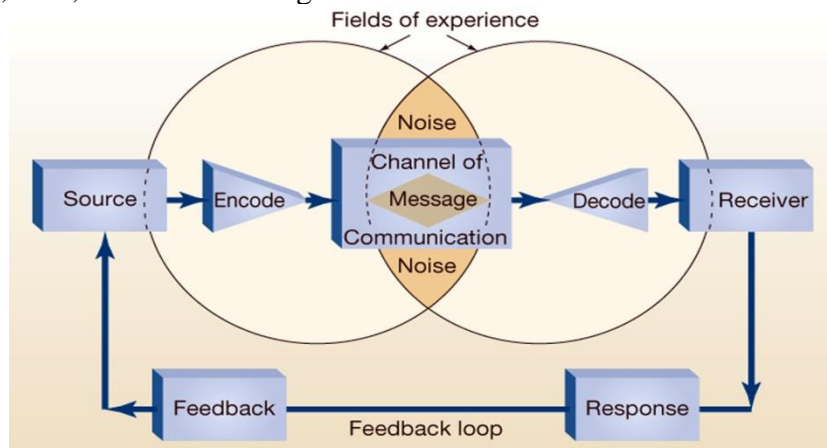 Fields of experience
Noise
Channel of
Source
Encode
Message
Decode
Receiver
Communication
Noise
Feedback
Response
Feedback loop